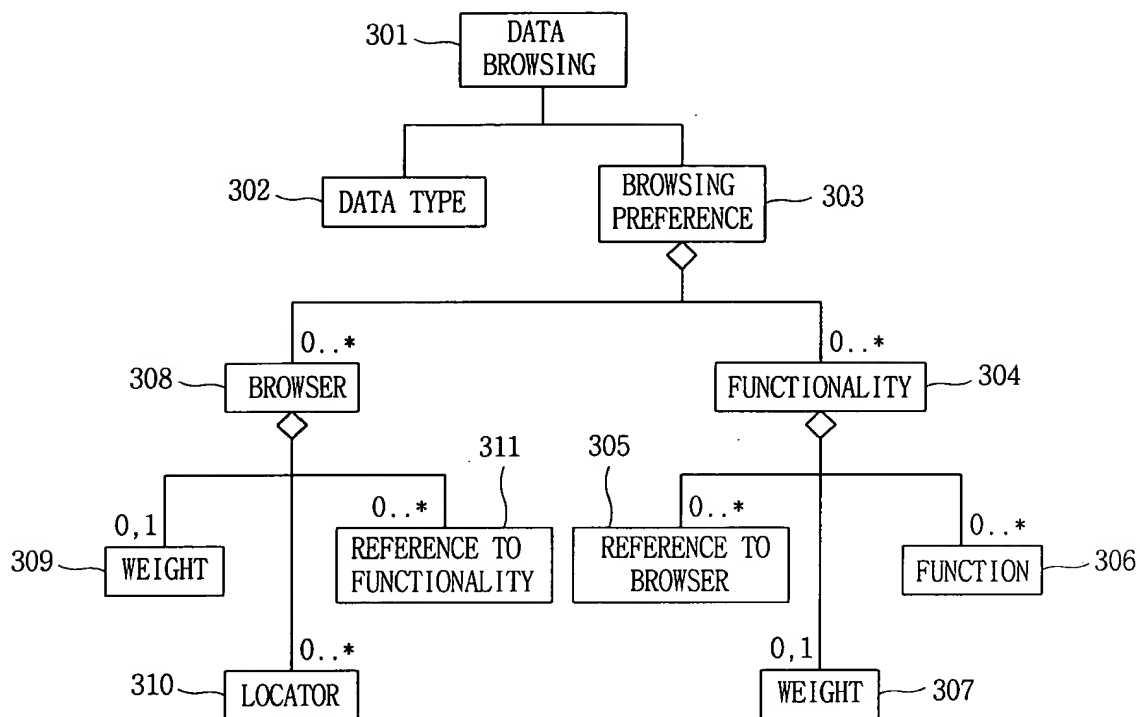 301
DATA
BROWSING
302
DATA TYPE
BROWSING
PREFERENCE
303
0..*
0..*
308
BROWSER
FUNCTIONALITY
304
311
305
0,1
0..*
0..*
0..*
309
WEIGHT
REFERENCE TO
FUNCTIONALITY
REFERENCE TO
BROWSER
FUNCTION
306
0..*
0,1
310
LOCATOR
WEIGHT
307